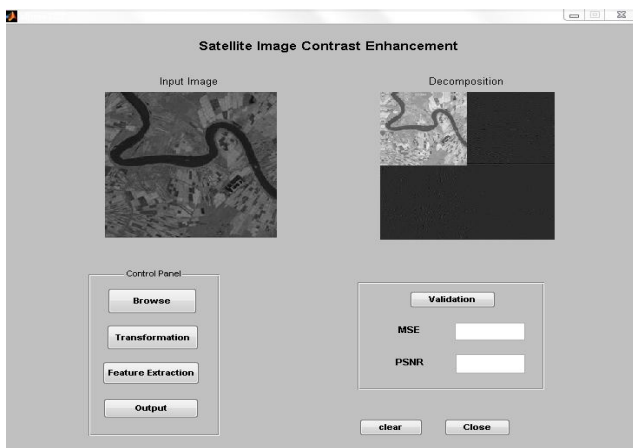 Satellite Image Contrast Enhancement
Input Image
Decomposition
Control Panel
Browse
Transformation
Feature Extraction
Output
Validation
MSE
PSNR
clear
Close